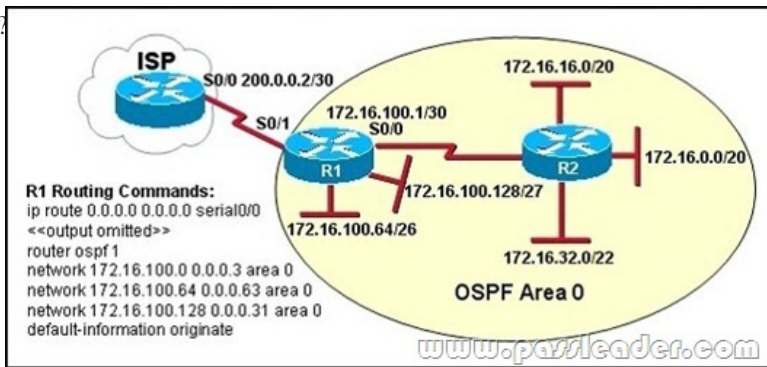 ?
ISP
S0/0 200.0.0.2/30
S0/1
172.16.100.1/30
S0/0
R1
172.16.100.128/27
172.16.100.64/26
172.16.16.0/20
R2
172.16.0.0/20
172.16.32.0/22
OSPF Area 0
R1 Routing Commands:
ip route 0.0.0.0 0.0.0.0 serial0/0
<<output omitted>>
router ospf 1
network 172.16.100.0 0.0.0.3 area 0
network 172.16.100.64 0.0.0.63 area 0
network 172.16.100.128 0.0.0.31 area 0
default-information originate
www.passleader.com